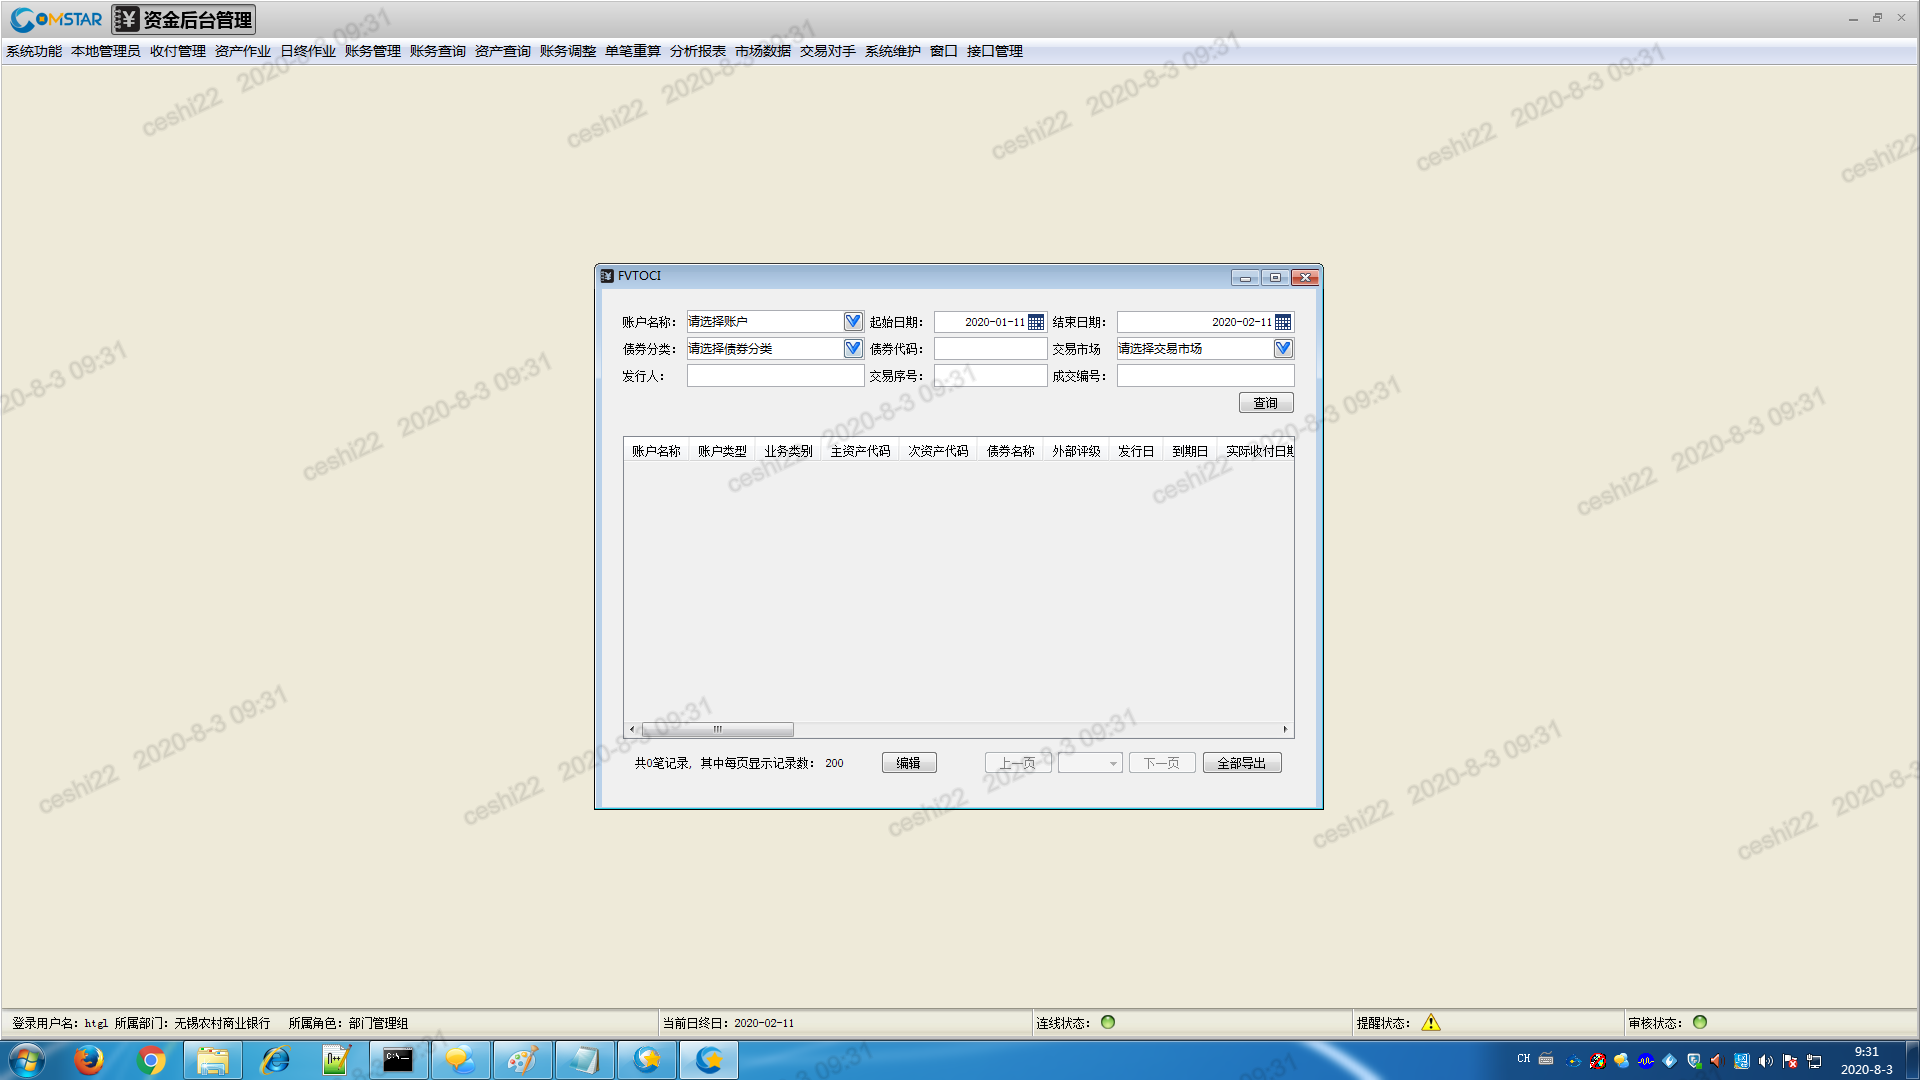 COMSTAR 资金后台管理
系统功能 本地管理员 收付管理 资产作业 日终作业 账务管理 账务查询 资产查询 账务调整 单笔重算 分析报表 市场数据 交易对手 系统维护 窗口 接口管理
ceshi22 2020-8-3 09:31
FVTOCI
账户名称： 请选择账户 起始日期： 2020-01-11 结束日期： 2020-02-11
债券分类： 请选择债券分类 债券代码： 交易市场 请选择交易市场
发行人： 交易序号： 成交编号：
查询
账户名称 账户类型 业务类别 主资产代码 次资产代码 债券名称 外部评级 发行日 到期日 实际收付日期
共0笔记录, 其中每页显示记录数： 200 编辑 上一页 下一页 全部导出
登录用户名：htgl 所属部门：无锡农村商业银行 所属角色：部门管理组 当前日终日：2020-02-11 连线状态： 提醒状态： 审核状态：
CH 9:31
2020-8-3